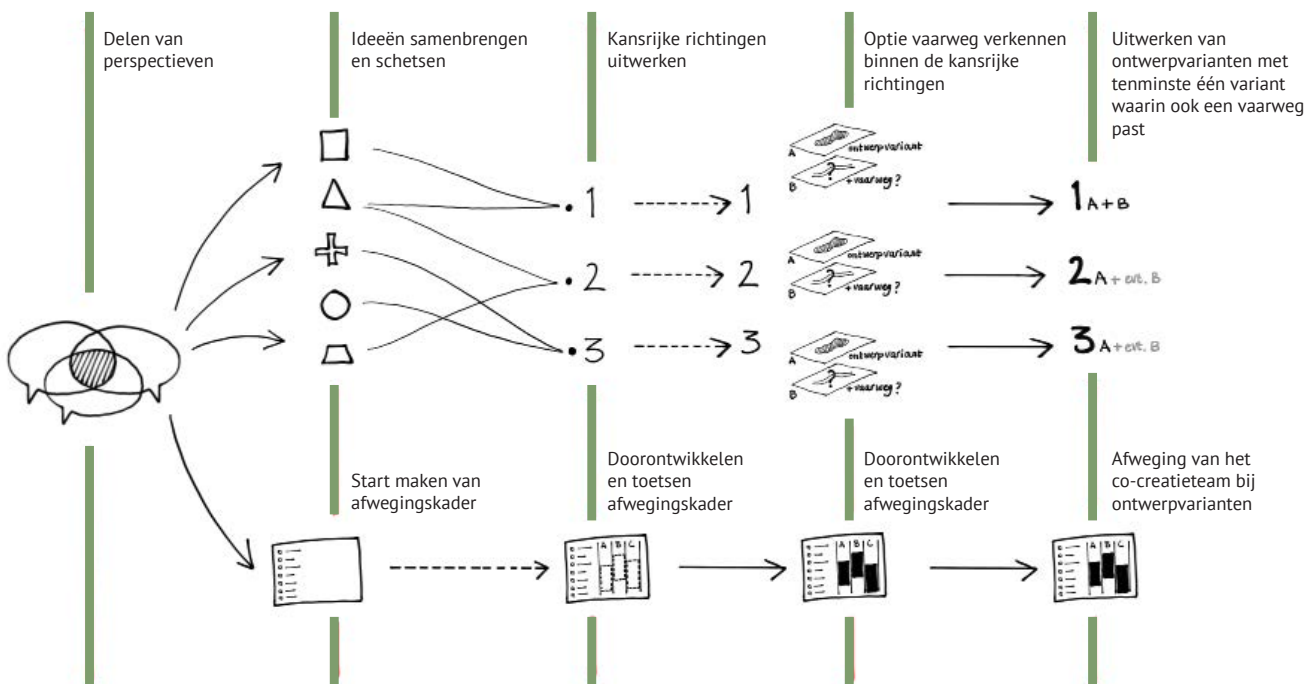 Delen van
perspectieven
Ideeën samenbrengen
en schetsen
Kansrijke richtingen
uitwerken
Optie vaarweg verkennen
binnen de kansrijke
richtingen
Uitwerken van
ontwerpvarianten met
tenminste één variant
waarin ook een vaarweg
past
A ontwerpvariant
B + vaarweg?
1
1
1 A + B
A ontwerpvariant
B + vaarweg?
2
2
2 A + evt. B
A ontwerpvariant
B + vaarweg?
3
3
3 A + evt. B
Start maken van
afwegingskader
Doorontwikkelen
en toetsen
afwegingskader
Doorontwikkelen
en toetsen
afwegingskader
Afweging van het
co-creatieteam bij
ontwerpvarianten
A B C
A B C
A B C